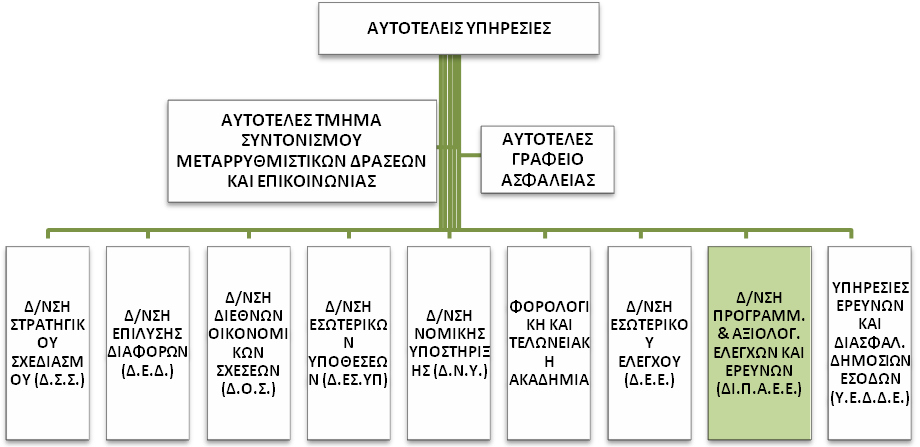 ΑΥΤΟΤΕΛΕΙΣ ΥΠΗΡΕΣΙΕΣ
ΑΥΤΟΤΕΛΕΣ ΤΜΗΜΑ
ΣΥΝΤΟΝΙΣΜΟΥ
ΜΕΤΑΡΡΥΘΜΙΣΤΙΚΩΝ ΔΡΑΣΕΩΝ
ΚΑΙ ΕΠΙΚΟΙΝΩΝΙΑΣ
ΑΥΤΟΤΕΛΕΣ
ΓΡΑΦΕΙΟ
ΑΣΦΑΛΕΙΑΣ
Δ/ΝΣΗ
ΣΤΡΑΤΗΓΙΚ
ΟΥ
ΣΧΕΔΙΑΣΜ
ΟΥ (Δ.Σ.Σ.)
Δ/ΝΣΗ
ΕΠΙΛΥΣΗΣ
ΔΙΑΦΟΡΩΝ
(Δ.Ε.Δ.)
Δ/ΝΣΗ
ΔΙΕΘΝΩΝ
ΟΙΚΟΝΟΜΙ
ΚΩΝ
ΣΧΕΣΕΩΝ
(Δ.Ο.Σ.)
Δ/ΝΣΗ
ΕΣΩΤΕΡΙΚΩ
Ν
ΥΠΟΘΕΣΕΩ
Ν (Δ.ΕΣ.ΥΠ)
Δ/ΝΣΗ
ΝΟΜΙΚΗΣ
ΥΠΟΣΤΗΡΙΞ
ΗΣ (Δ.Ν.Υ.)
ΦΟΡΟΛΟΓΙ
ΚΗ ΚΑΙ
ΤΕΛΩΝΕΙΑΚ
Η
ΑΚΑΔΗΜΙΑ
Δ/ΝΣΗ
ΕΣΩΤΕΡΙΚΟ
Υ
ΕΛΕΓΧΟΥ
(Δ.Ε.Ε.)
Δ/ΝΣΗ
ΠΡΟΓΡΑΜΜ.
& ΑΞΙΟΛΟΓ.
ΕΛΕΓΧΩΝ ΚΑΙ
ΕΡΕΥΝΩΝ
(ΔΙ.Π.Α.Ε.Ε.)
ΥΠΗΡΕΣΙΕΣ
ΕΡΕΥΝΩΝ
ΚΑΙ
ΔΙΑΣΦΑΛ.
ΔΗΜΟΣΙΩΝ
ΕΣΟΔΩΝ
(Υ.Ε.Δ.Δ.Ε.)